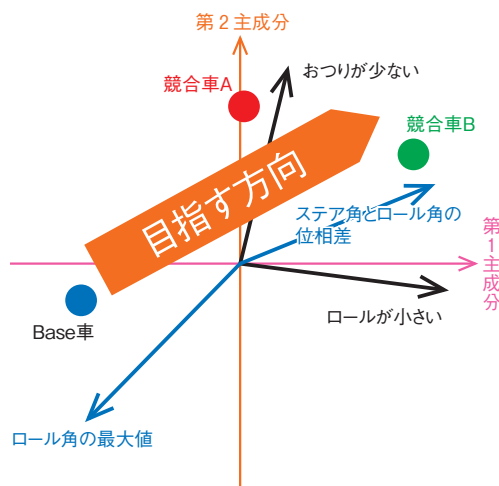 第２主成分
おつりが少ない
競合車A
競合車B
目指す方向
ステア角とロール角の
位相差
第１主成分
ロールが小さい
Base車
ロール角の最大値